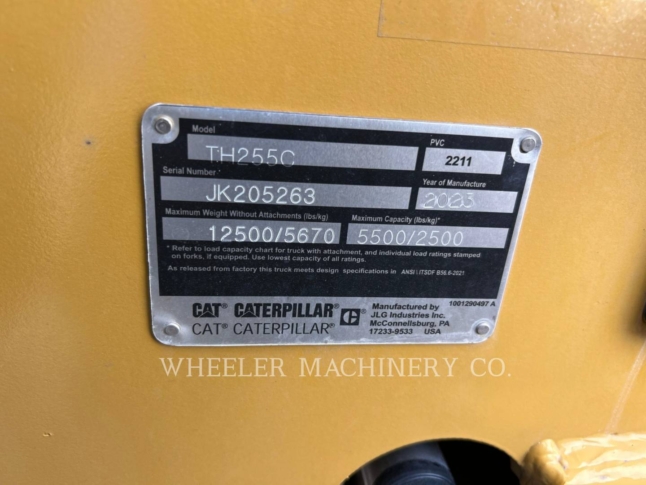 Model
TH255C
PVC
2211
Serial Number
JK205263
Year of Manufacture
2023
Maximum Weight Without Attachments (lbs/kg)
12500/5670
Maximum Capacity (lbs/kg)*
5500/2500
* Refer to load capacity chart for truck with attachment, and individual load ratings stamped
on forks, if equipped. Use lowest capacity of all ratings.
As released from factory this truck meets design specifications in ANSI \ ITSDF B56.6-2021
CAT® CATERPILLAR®
CAT® CATERPILLAR®
C
Manufactured by
JLG Industries Inc.
McConnellsburg, PA
17233-9533 USA
1001290497 A
WHEELER MACHINERY CO.